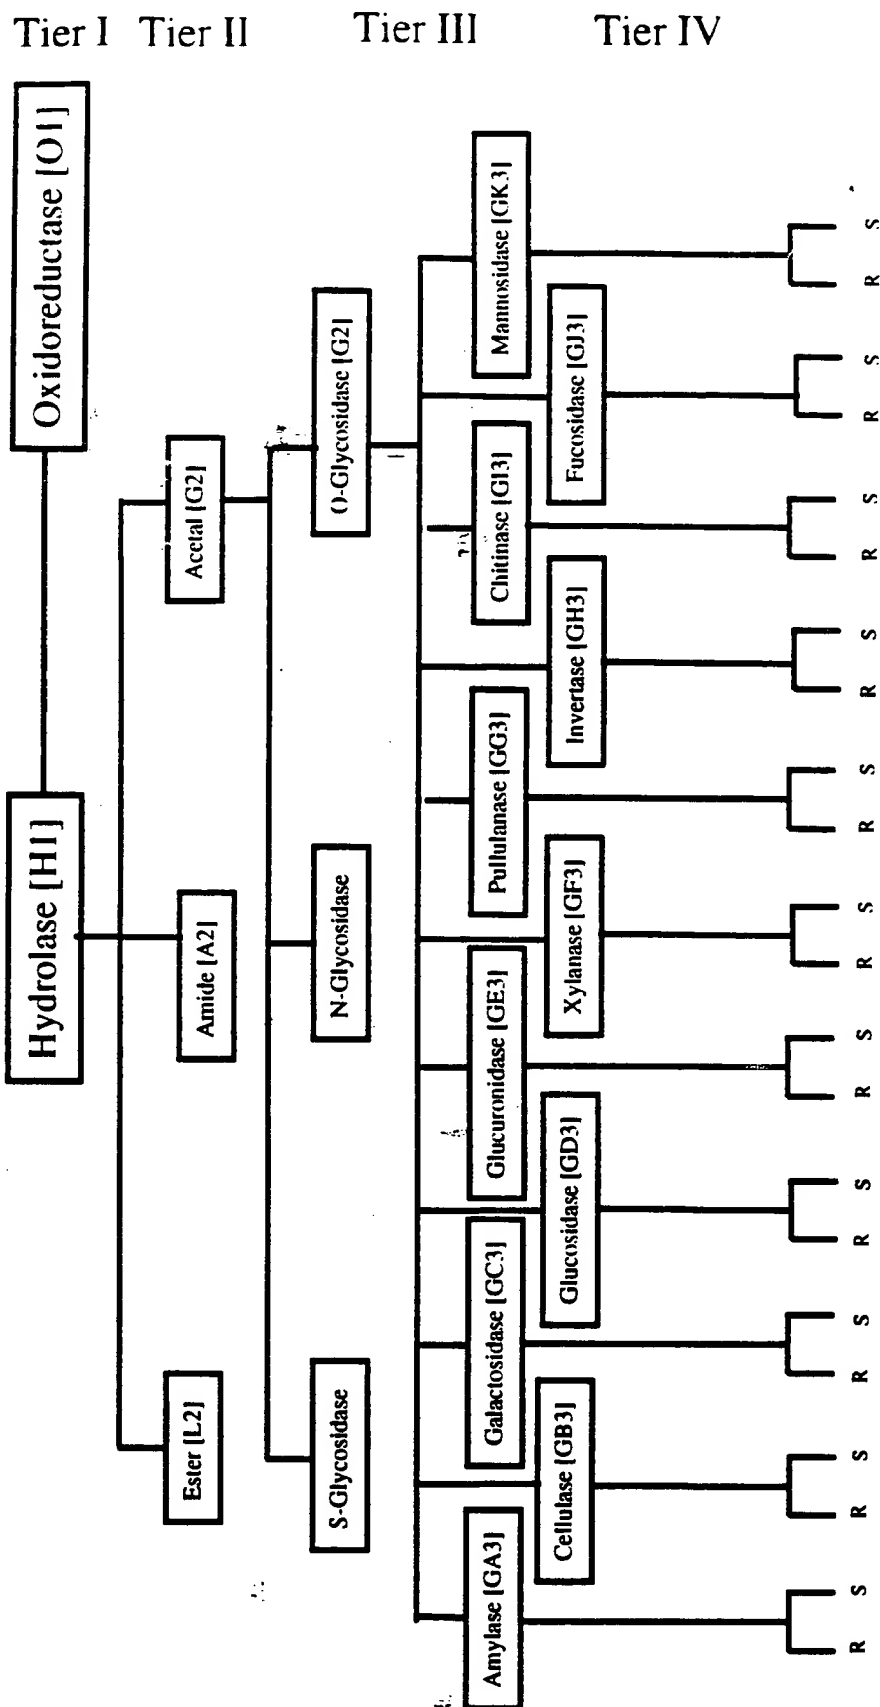 Tier I
Tier II
Tier III
Tier IV
Hydrolase [H1]
Oxidoreductase [O1]
Ester [L2]
Amide [A2]
Acetal [G2]
S-Glycosidase
N-Glycosidase
O-Glycosidase [G2]
Amylase [GA3]
Cellulase [GB3]
Galactosidase [GC3]
Glucosidase [GD3]
Glucuronidase [GE3]
Xylanase [GF3]
Pullulanase [GG3]
Invertase [GH3]
Chitinase [GI3]
Fucosidase [GJ3]
Mannosidase [GK3]
R S R S R S R S R S R S R S R S R S R S R S